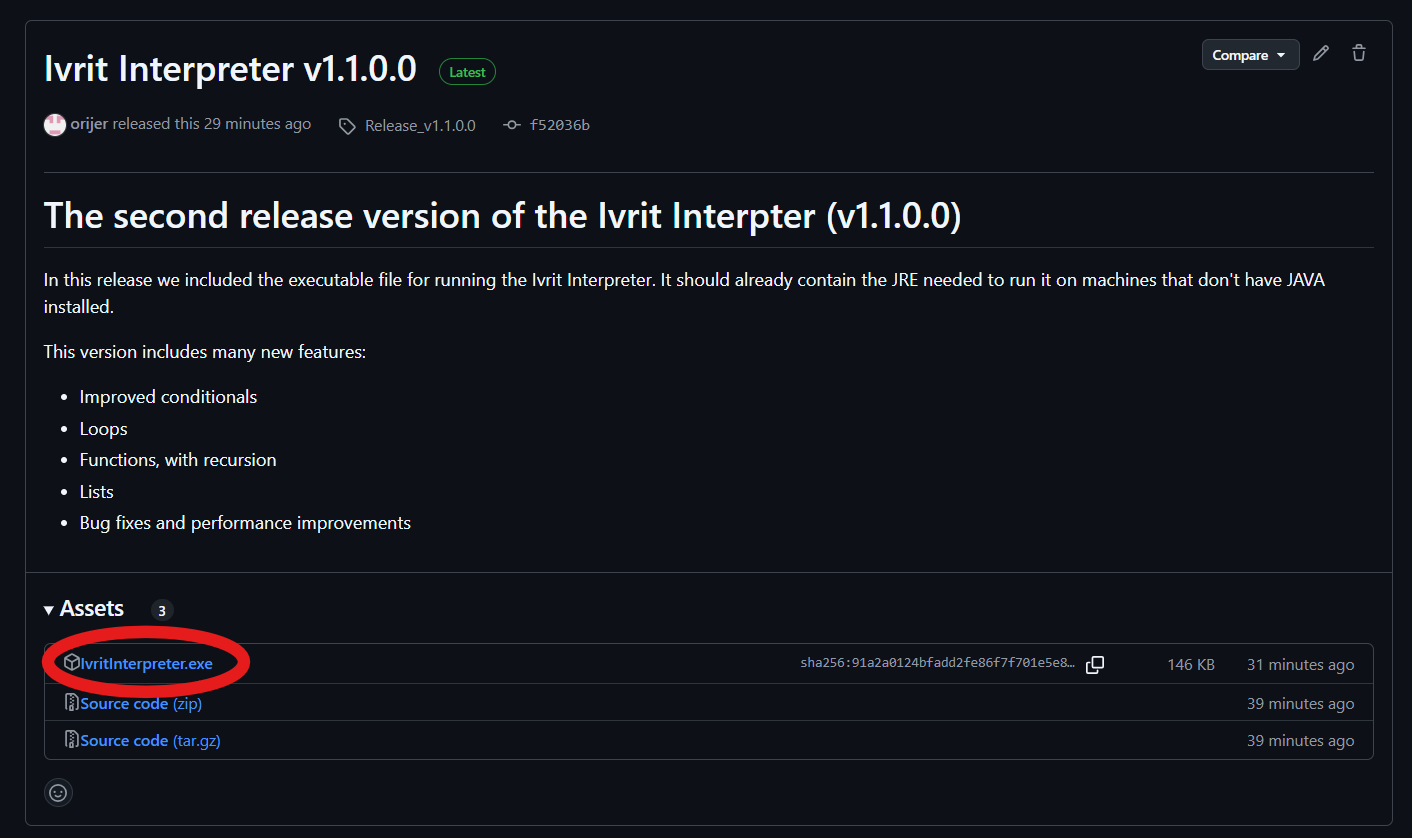 Ivrit Interpreter v1.1.0.0 Latest Compare
orijer released this 29 minutes ago Release_v1.1.0.0 f52036b
The second release version of the Ivrit Interpter (v1.1.0.0)
In this release we included the executable file for running the Ivrit Interpreter. It should already contain the JRE needed to run it on machines that don't have JAVA
installed.
This version includes many new features:
• Improved conditionals
• Loops
• Functions, with recursion
• Lists
• Bug fixes and performance improvements
Assets 3
IvritInterpreter.exe sha256:91a2a0124bfadd2fe86f7f701e5e8… 146 KB 31 minutes ago
Source code (zip) 39 minutes ago
Source code (tar.gz) 39 minutes ago